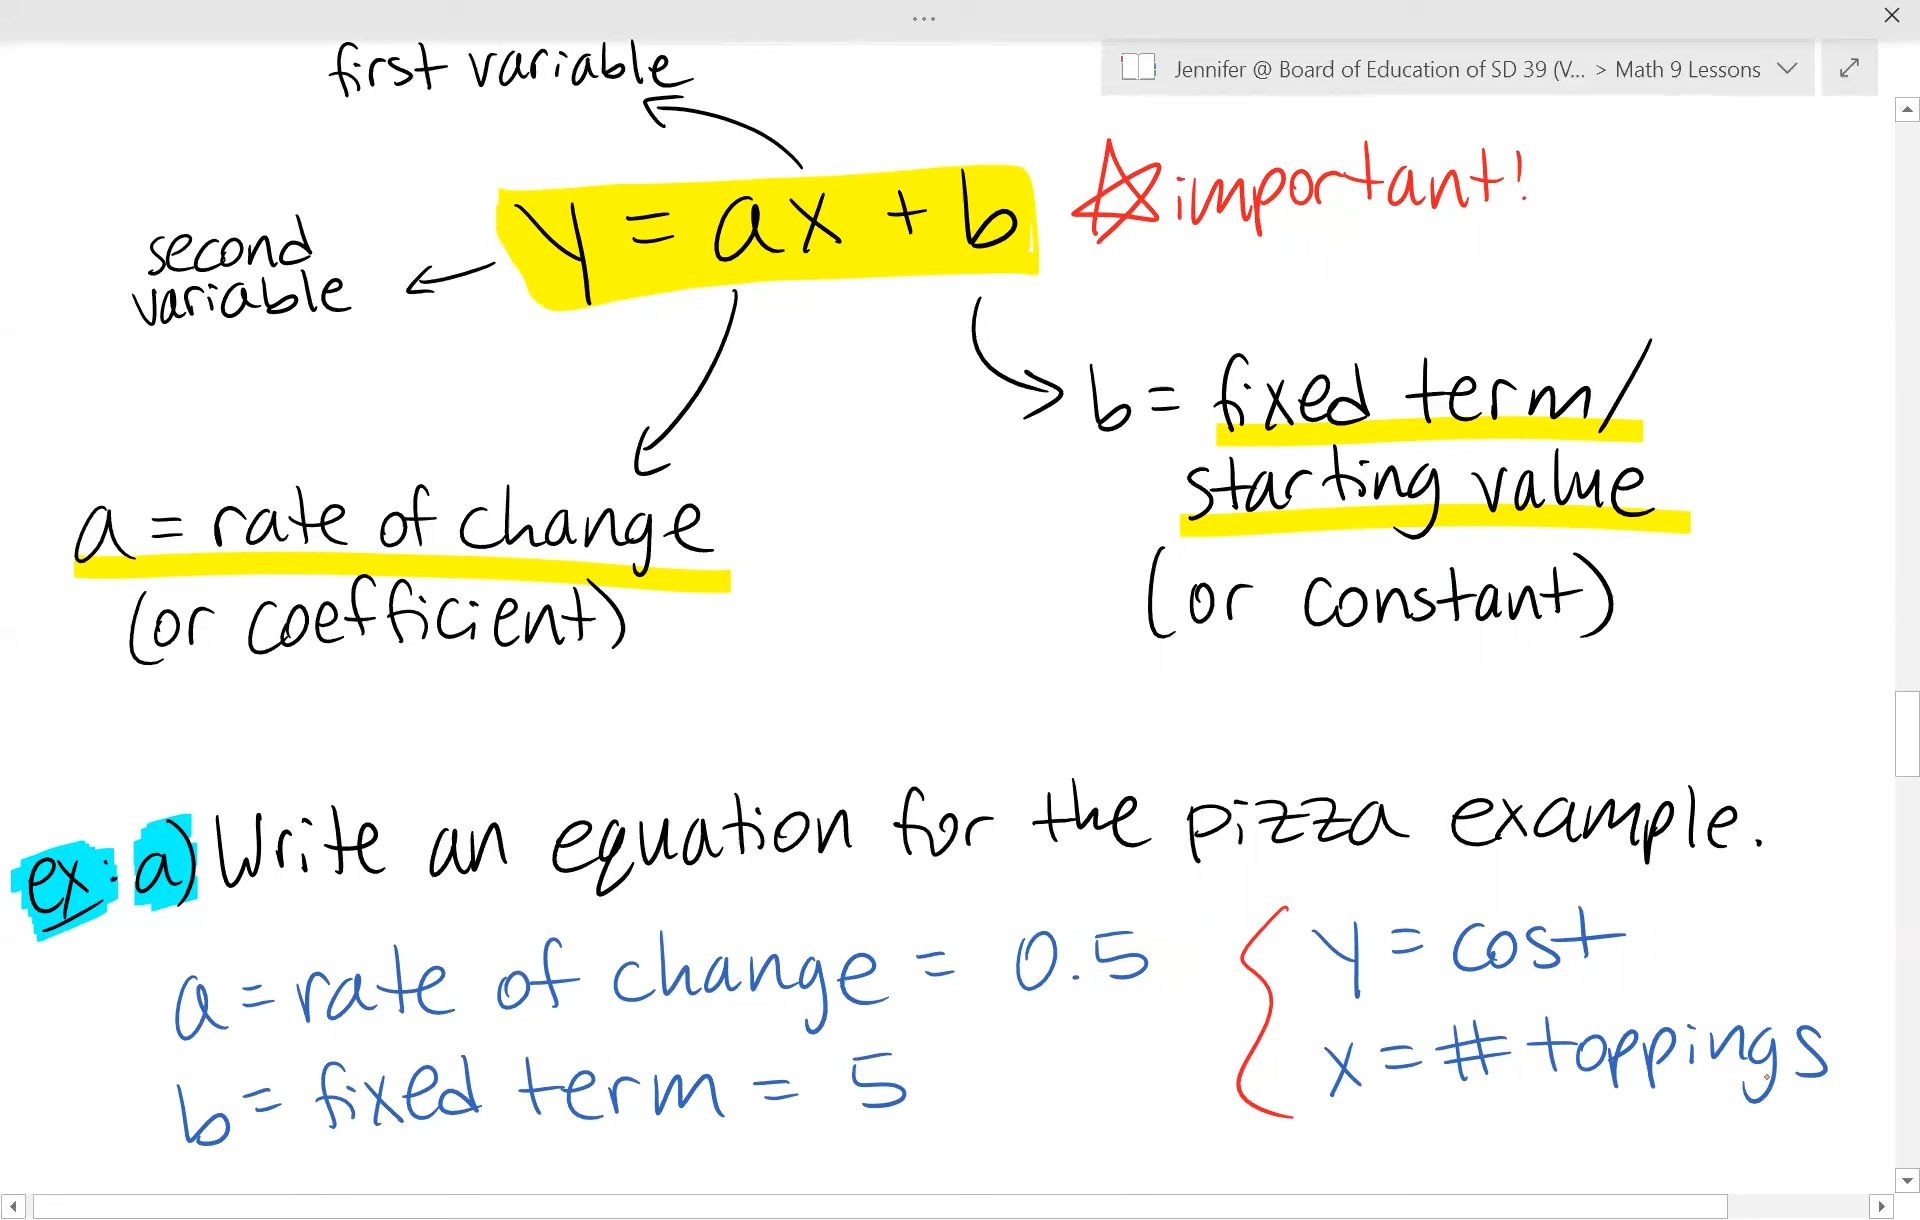 Jennifer @ Board of Education of SD 39 (V... > Math 9 Lessons
first variable
important!
y = ax + b
second
variable
b = fixed term/
starting value
(or constant)
a = rate of change
(or coefficient)
ex: a) Write an equation for the pizza example.
a = rate of change = 0.5
y = cost
x = # toppings
b = fixed term = 5